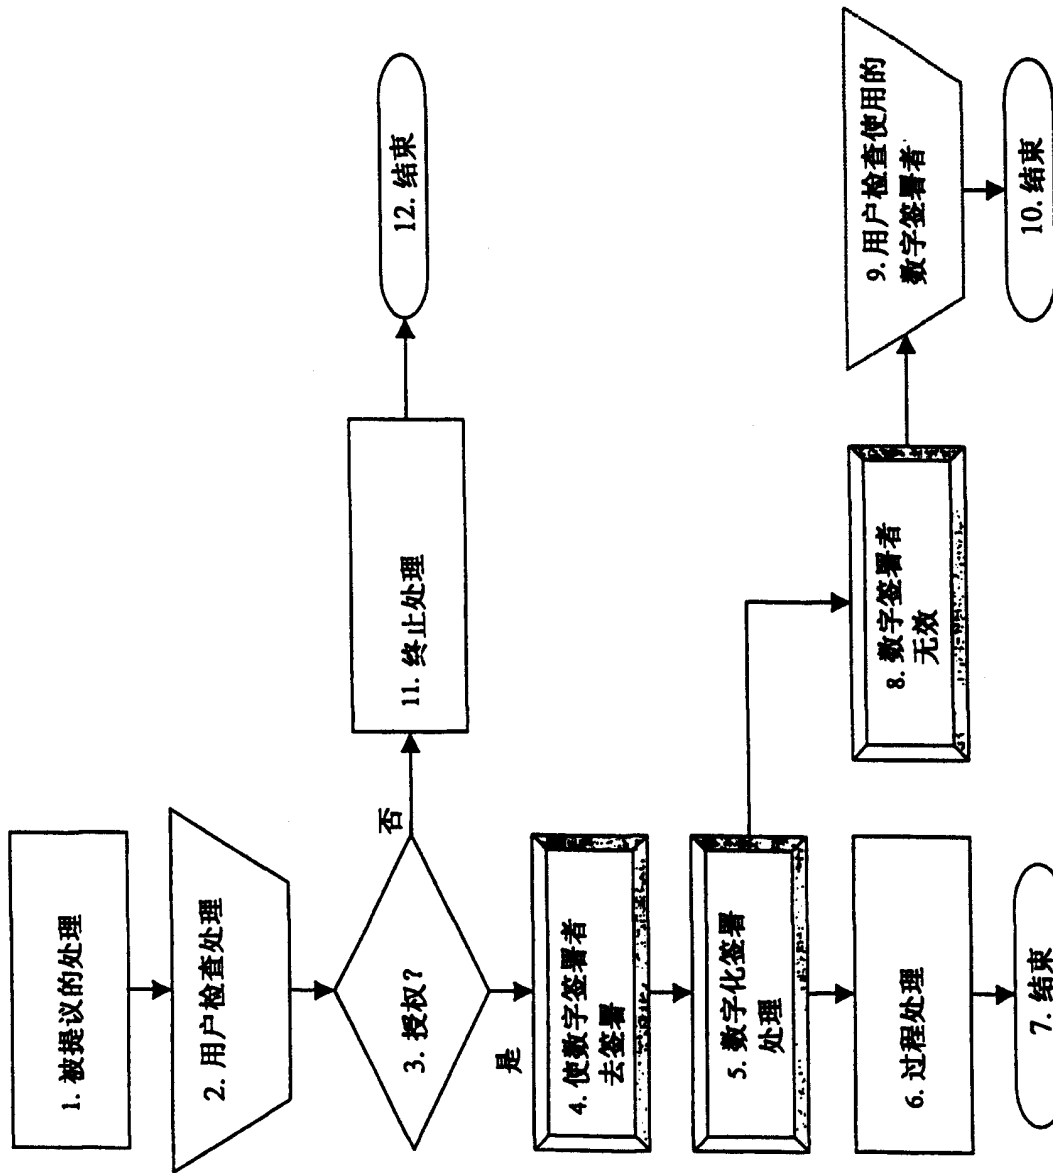 1. 被提议的处理
2. 用户检查处理
3. 授权?
否
是
4. 使数字签署者
去签署
5. 数字化签署
处理
6. 过程处理
7. 结束
8. 数字签署者
无效
9. 用户检查使用的
数字签署者
10. 结束
11. 终止处理
12. 结束